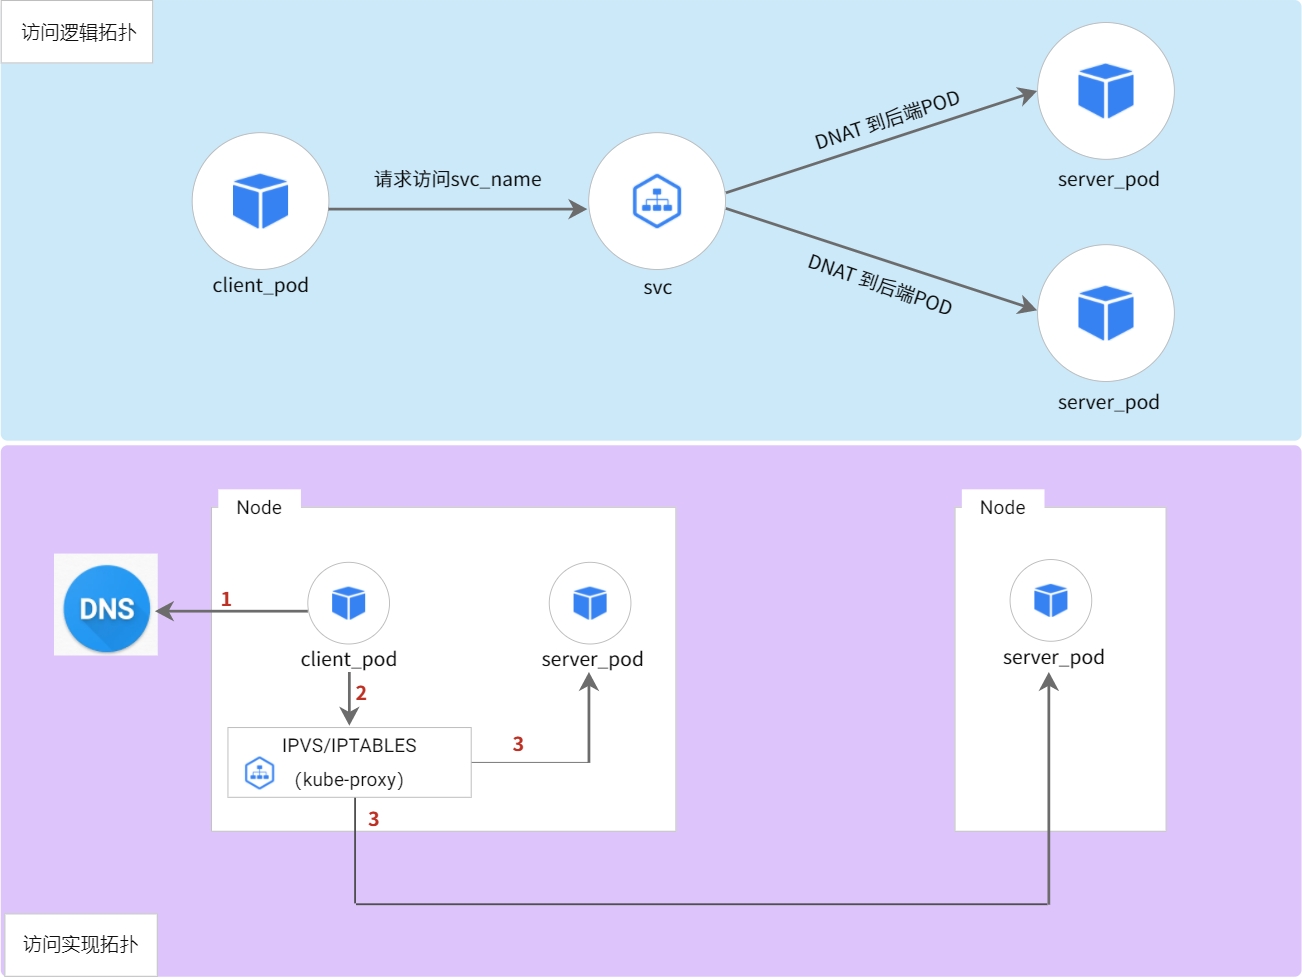 访问逻辑拓扑
DNAT 到后端POD
server_pod
请求访问svc_name
client_pod
svc
DNAT 到后端POD
server_pod
Node
Node
DNS
1
client_pod
server_pod
server_pod
2
IPVS/IPTABLES
（kube-proxy）
3
3
访问实现拓扑